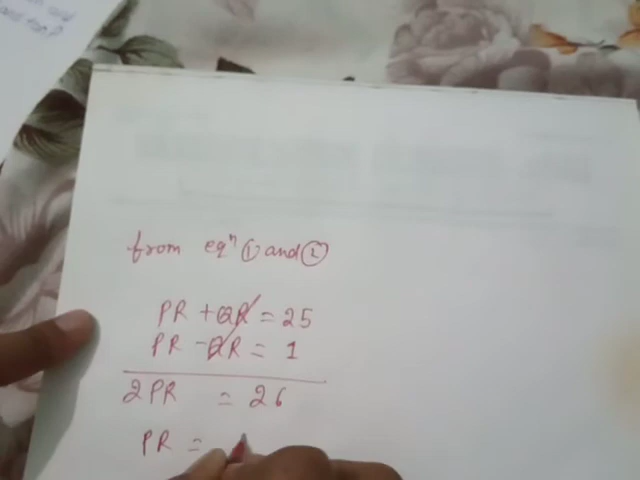 from eqⁿ ① and ②
PR + QR = 25
PR - QR = 1
2PR = 26
PR =